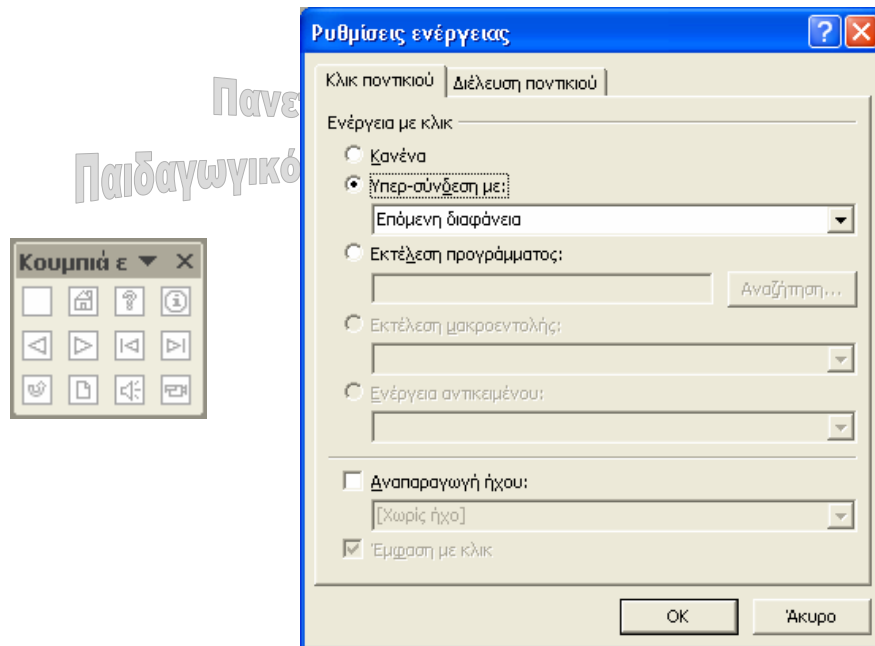 Ρυθμίσεις ενέργειας
Κλικ ποντικιού
Διέλευση ποντικιού
Ενέργεια με κλικ
Κανένα
Υπερ-σύνδεση με:
Επόμενη διαφάνεια
Εκτέλεση προγράμματος:
Αναζήτηση...
Εκτέλεση μακροεντολής:
Ενέργεια αντικειμένου:
Αναπαραγωγή ήχου:
[Χωρίς ήχο]
Έμφαση με κλικ
OK
Άκυρο
Πανε
Παιδαγωγικό
Κουμπιά ε